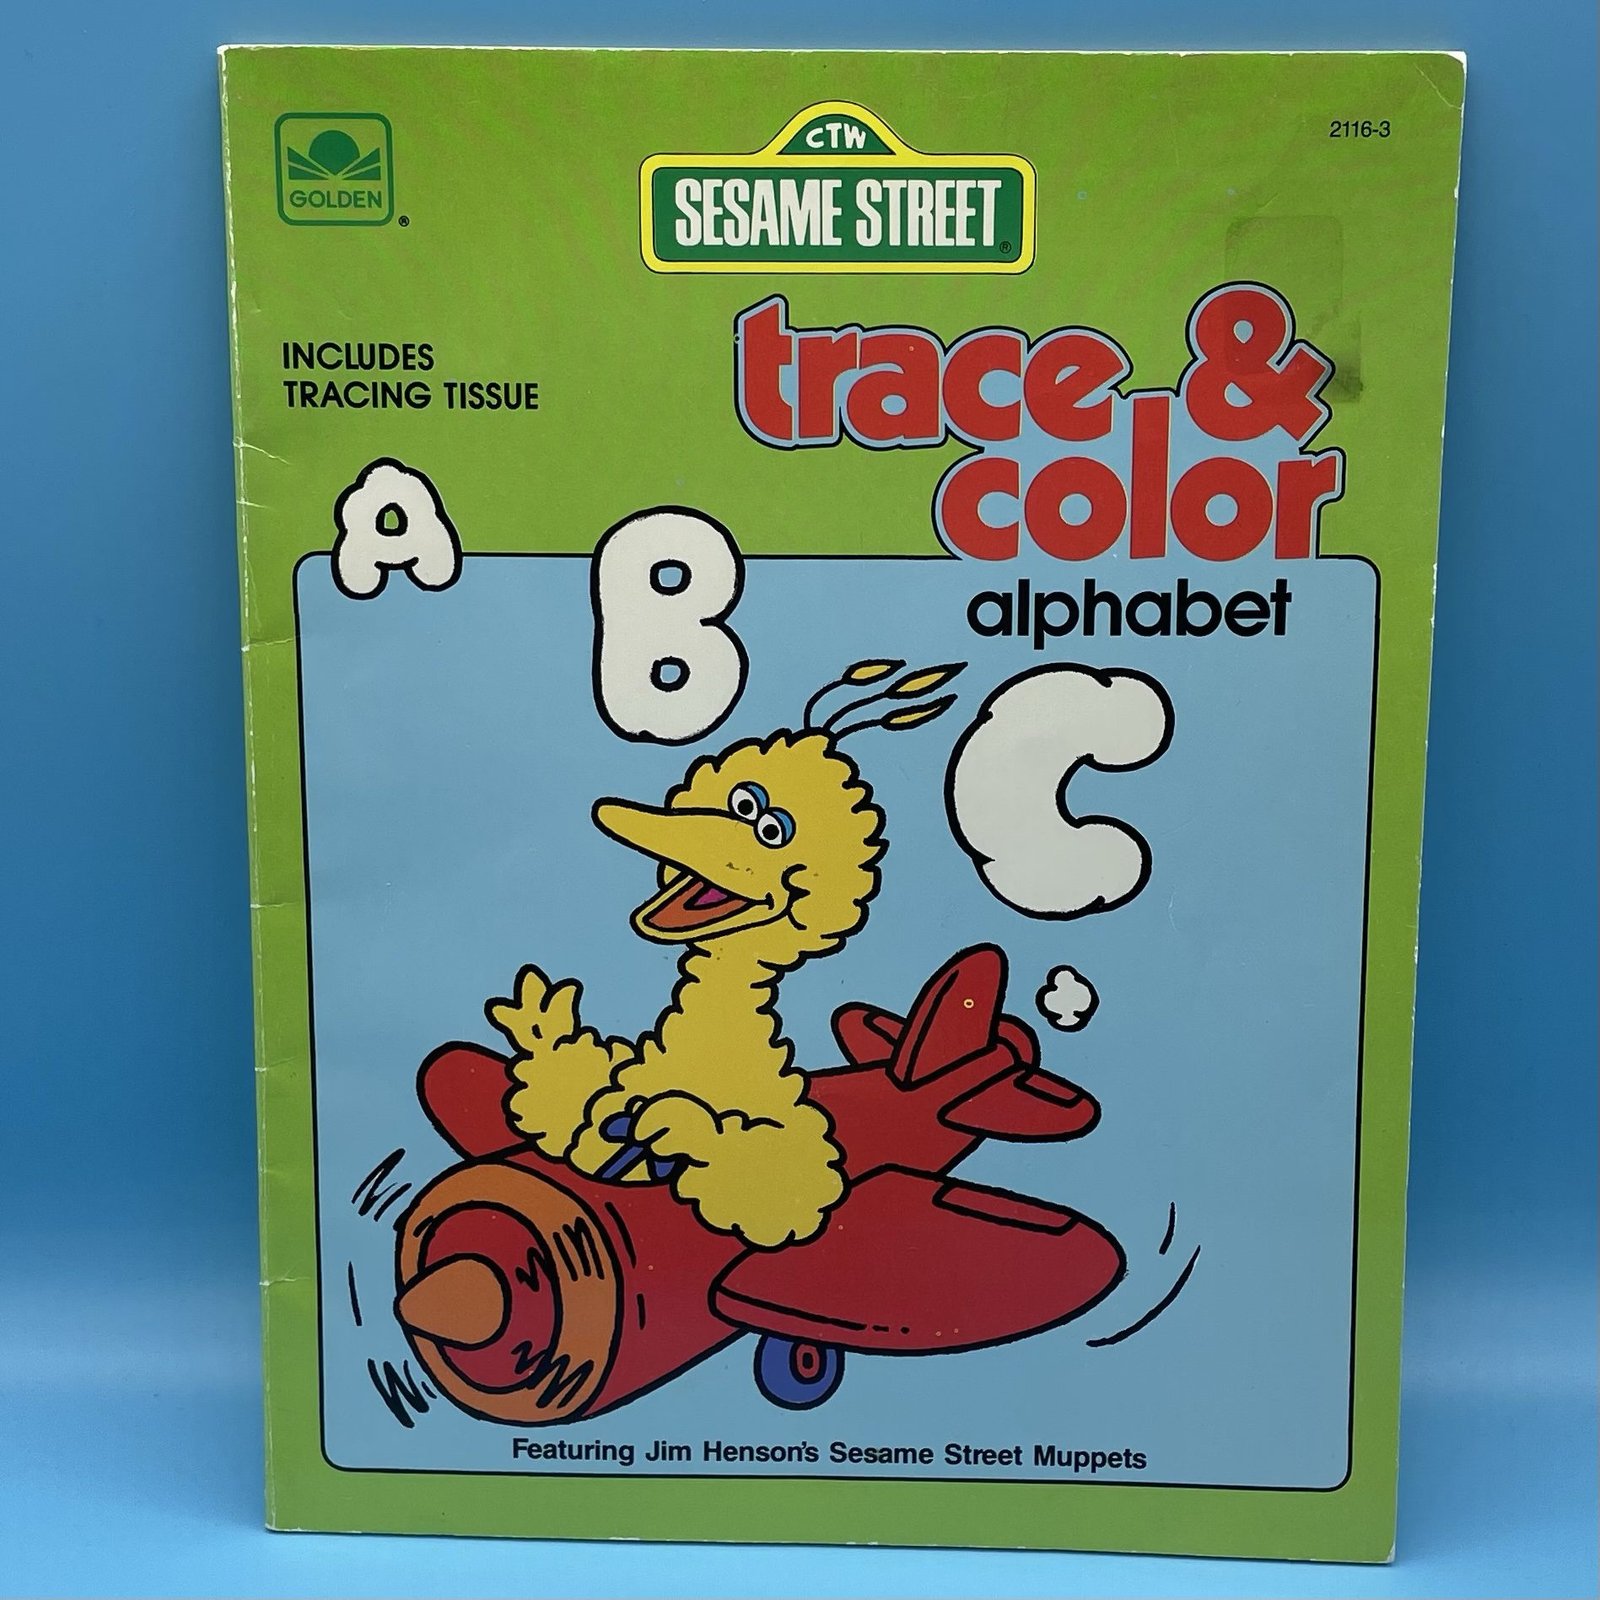 CTW
SESAME STREET®
2116-3
GOLDEN®
INCLUDES
TRACING TISSUE
trace &
color
alphabet
A B C
Featuring Jim Henson's Sesame Street Muppets